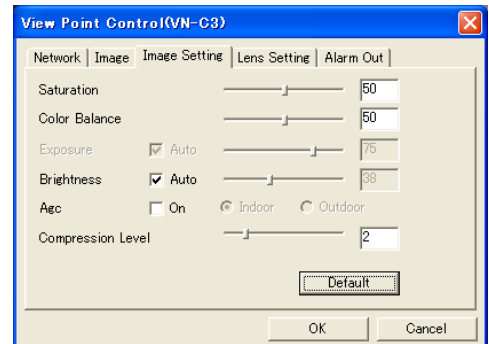 View Point Control(VN-C3)
Network Image Image Setting Lens Setting Alarm Out
Saturation 50
Color Balance 50
Exposure Auto 75
Brightness Auto 38
Agc On Indoor Outdoor
Compression Level 2
Default
OK Cancel